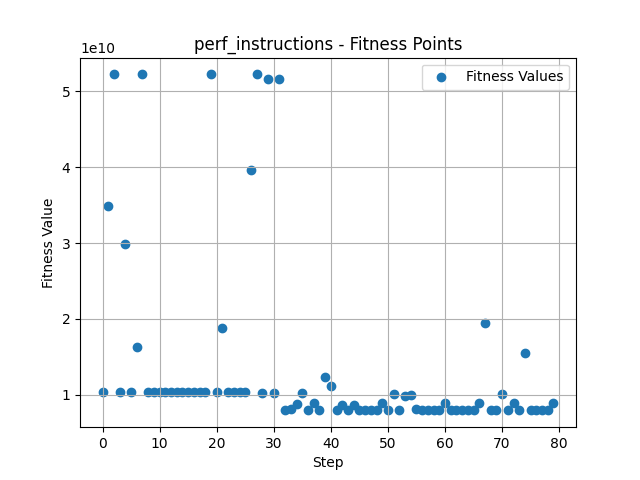 perf_instructions - Fitness Points
1e10
Fitness Values
5
4
3
2
1
Fitness Value
0 10 20 30 40 50 60 70 80
Step